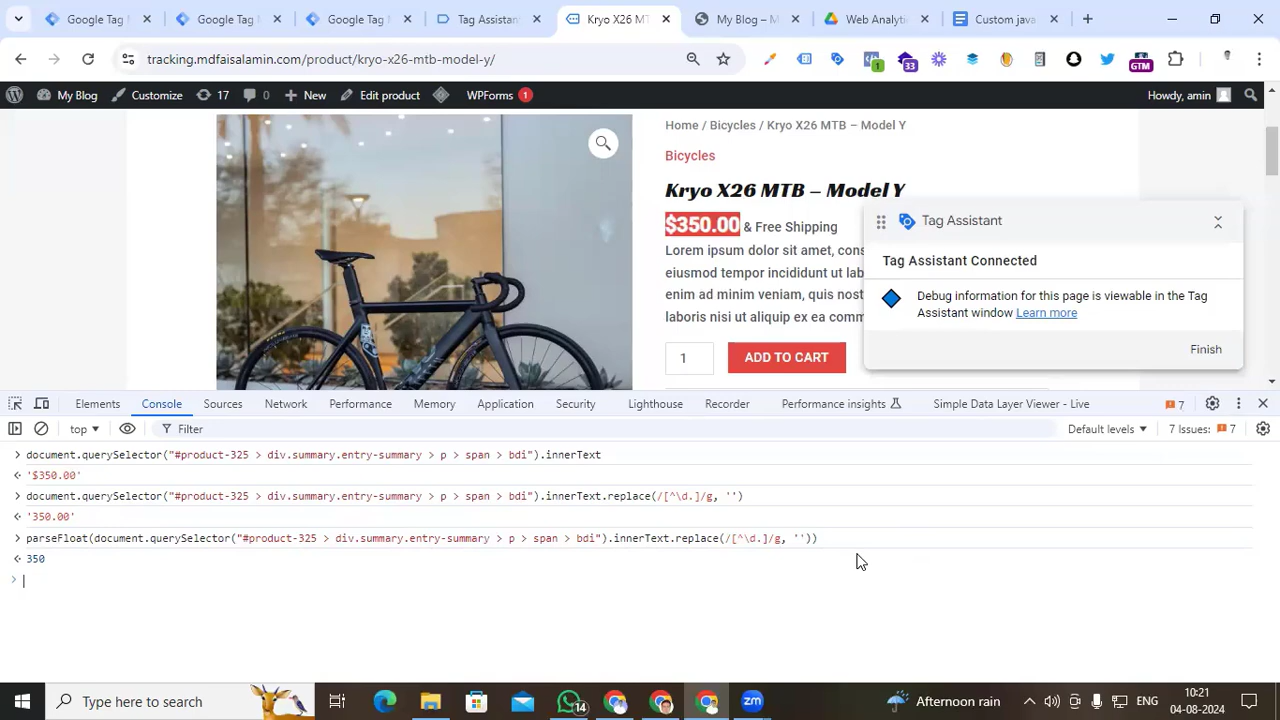 Google Tag M
Google Tag
Google Tag M
Tag Assistant
Kryo X26 MT
My Blog – M
Web Analyti
Custom java
tracking.mdfaisalamin.com/product/kryo-x26-mtb-model-y/
1
33
GTM
My Blog
Customize
17
0
New
Edit product
WPForms
1
Howdy, amin
Home / Bicycles / Kryo X26 MTB – Model Y
Bicycles
Kryo X26 MTB – Model Y
$350.00 & Free Shipping
Lorem ipsum dolor sit amet, cons
eiusmod tempor incididunt ut lab
enim ad minim veniam, quis nost
laboris nisi ut aliquip ex ea comm
1
ADD TO CART
Tag Assistant
Tag Assistant Connected
Debug information for this page is viewable in the Tag
Assistant window Learn more
Finish
Elements
Console
Sources
Network
Performance
Memory
Application
Security
Lighthouse
Recorder
Performance insights
Simple Data Layer Viewer - Live
7
top
Filter
Default levels
7 Issues:
7
document.querySelector("#product-325 > div.summary.entry-summary > p > span > bdi").innerText
'$350.00'
document.querySelector("#product-325 > div.summary.entry-summary > p > span > bdi").innerText.replace(/[^\d.]/g, '')
'350.00'
parseFloat(document.querySelector("#product-325 > div.summary.entry-summary > p > span > bdi").innerText.replace(/[^\d.]/g, ''))
350
Type here to search
14
zm
Afternoon rain
ENG
10:21
04-08-2024